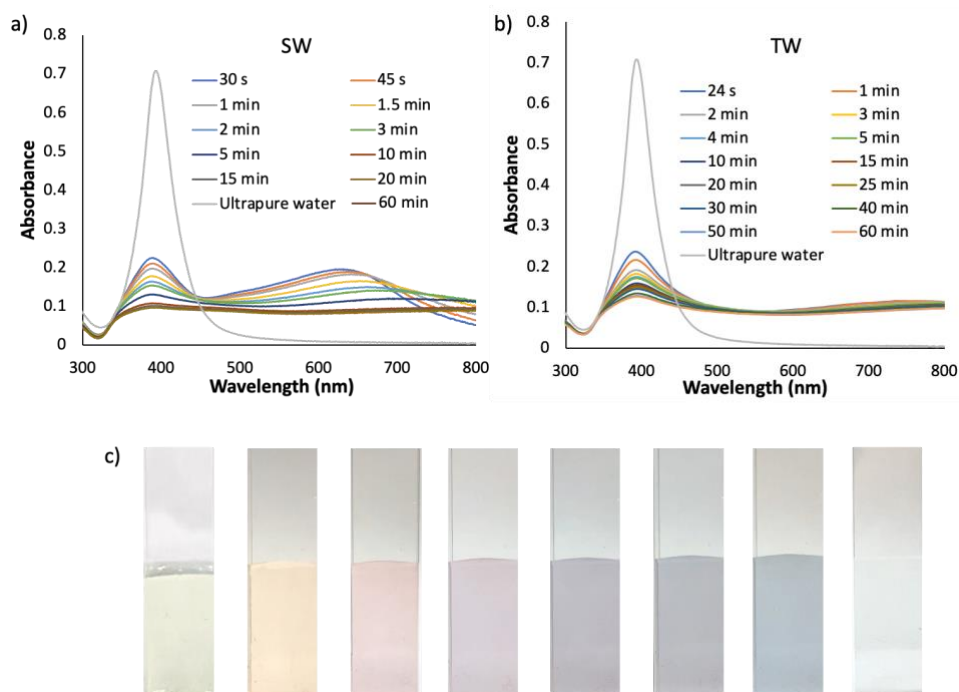 a)
SW
0.8
0.7
0.6
0.5
0.4
0.3
0.2
0.1
0
Absorbance
30 s
45 s
1 min
1.5 min
2 min
3 min
5 min
10 min
15 min
20 min
Ultrapure water
60 min
300
400
500
600
700
800
Wavelength (nm)
b)
TW
0.8
0.7
0.6
0.5
0.4
0.3
0.2
0.1
0
Absorbance
24 s
1 min
2 min
3 min
4 min
5 min
10 min
15 min
20 min
25 min
30 min
40 min
50 min
60 min
Ultrapure water
300
400
500
600
700
800
Wavelength (nm)
c)